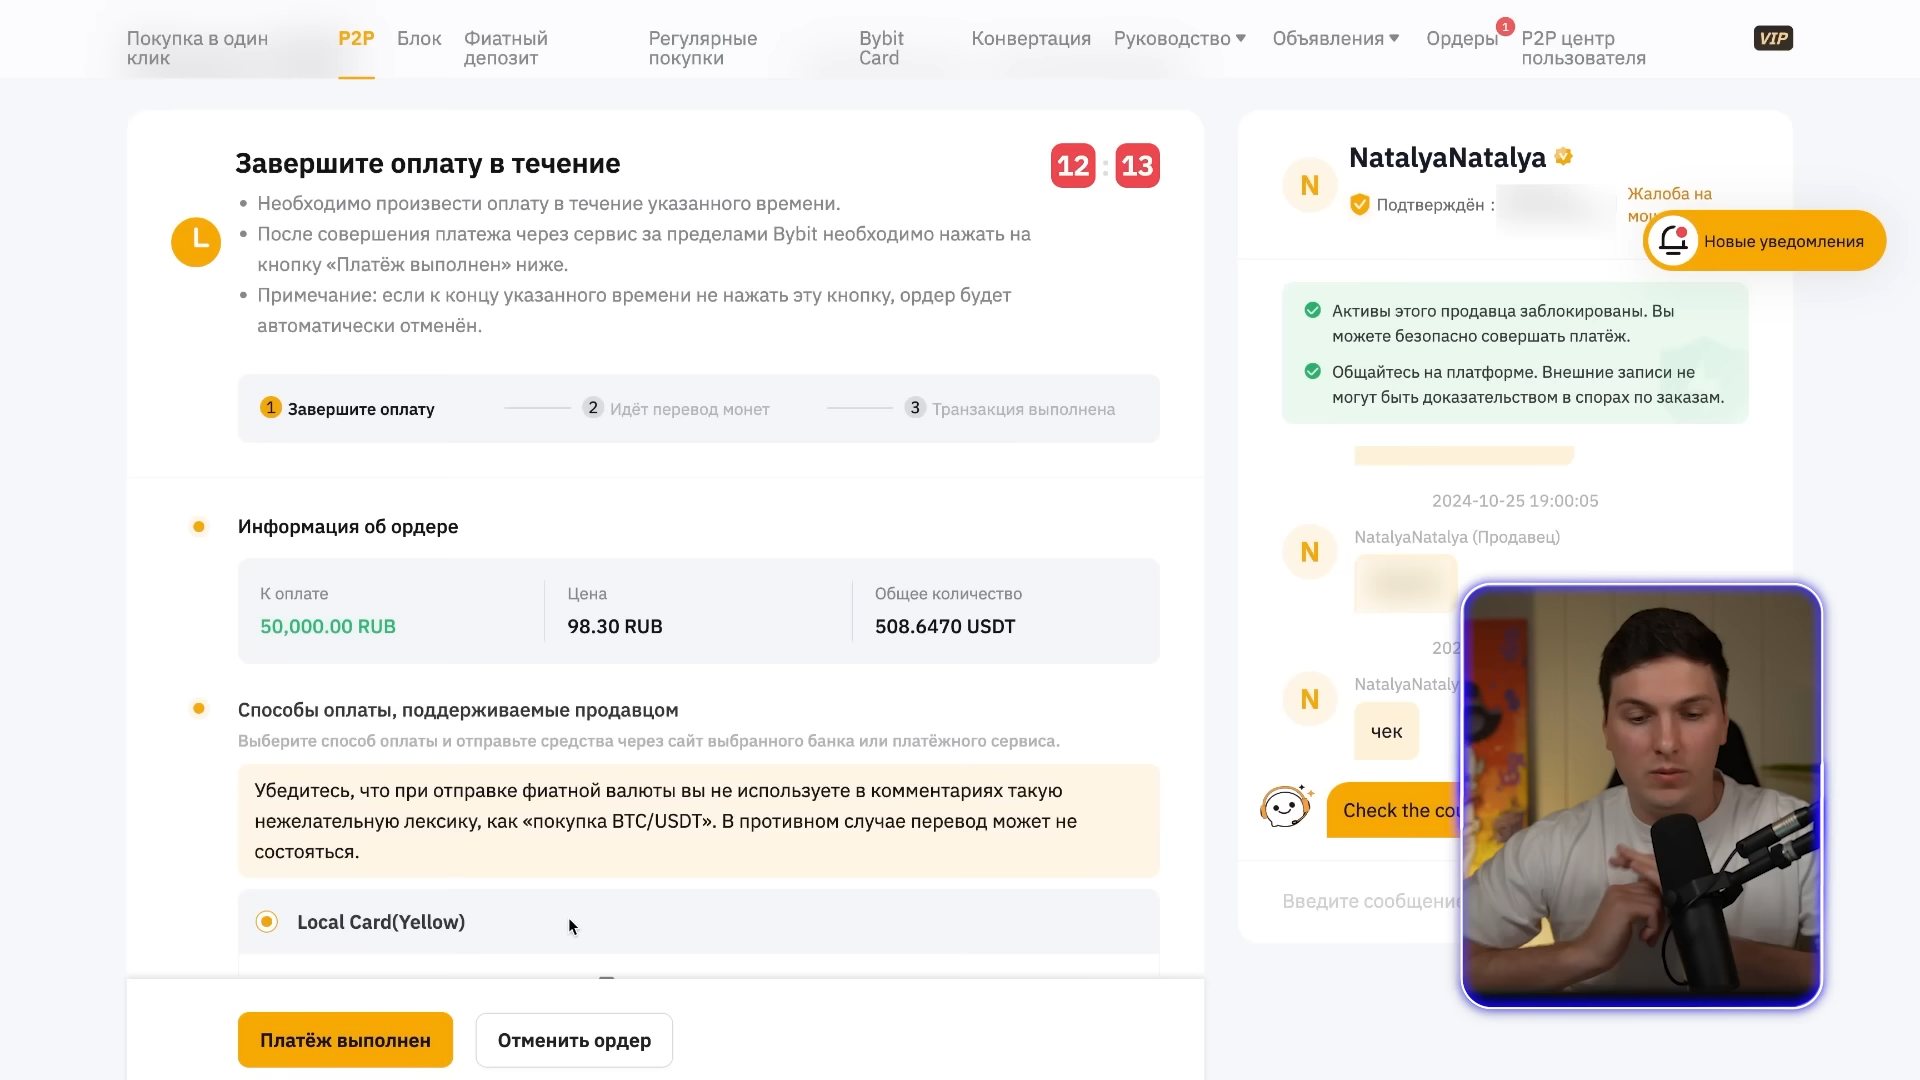 Покупка в один клик
P2P
Блок
Фиатный депозит
Регулярные покупки
Bybit Card
Конвертация
Руководство
Объявления
Ордеры
1
P2P центр пользователя
VIP
Завершите оплату в течение
12 : 13
Необходимо произвести оплату в течение указанного времени.
После совершения платежа через сервис за пределами Bybit необходимо нажать на
кнопку «Платёж выполнен» ниже.
Примечание: если к концу указанного времени не нажать эту кнопку, ордер будет
автоматически отменён.
1 Завершите оплату
2 Идёт перевод монет
3 Транзакция выполнена
Информация об ордере
К оплате
50,000.00 RUB
Цена
98.30 RUB
Общее количество
508.6470 USDT
Способы оплаты, поддерживаемые продавцом
Выберите способ оплаты и отправьте средства через сайт выбранного банка или платёжного сервиса.
Убедитесь, что при отправке фиатной валюты вы не используете в комментариях такую
нежелательную лексику, как «покупка BTC/USDT». В противном случае перевод может не
состояться.
Local Card(Yellow)
Платёж выполнен
Отменить ордер
N
NatalyaNatalya
Подтверждён :
Жалоба на
Новые уведомления
Активы этого продавца заблокированы. Вы
можете безопасно совершать платёж.
Общайтесь на платформе. Внешние записи не
могут быть доказательством в спорах по заказам.
2024-10-25 19:00:05
NatalyaNatalya (Продавец)
N
202
NatalyaNataly
N
чек
Check the
Введите сообщение